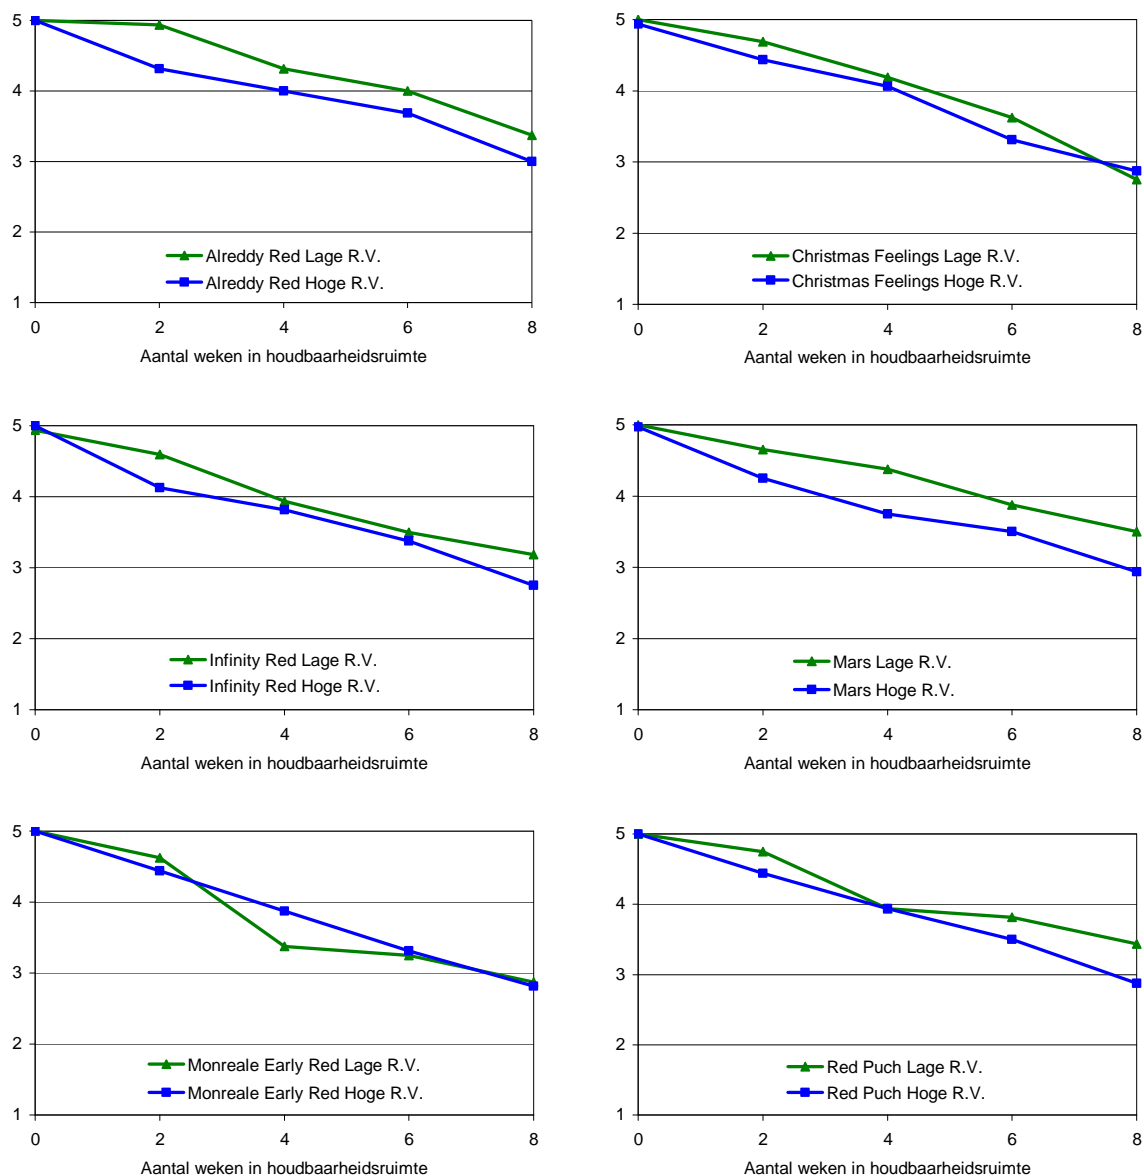 5
4
3
2
1
Alreddy Red Lage R.V.
Alreddy Red Hoge R.V.
0 2 4 6 8
Aantal weken in houdbaarheidsruimte
5
4
3
2
1
Christmas Feelings Lage R.V.
Christmas Feelings Hoge R.V.
0 2 4 6 8
Aantal weken in houdbaarheidsruimte
5
4
3
2
1
Infinity Red Lage R.V.
Infinity Red Hoge R.V.
0 2 4 6 8
Aantal weken in houdbaarheidsruimte
5
4
3
2
1
Mars Lage R.V.
Mars Hoge R.V.
0 2 4 6 8
Aantal weken in houdbaarheidsruimte
5
4
3
2
1
Monreale Early Red Lage R.V.
Monreale Early Red Hoge R.V.
0 2 4 6 8
Aantal weken in houdbaarheidsruimte
5
4
3
2
1
Red Puch Lage R.V.
Red Puch Hoge R.V.
0 2 4 6 8
Aantal weken in houdbaarheidsruimte